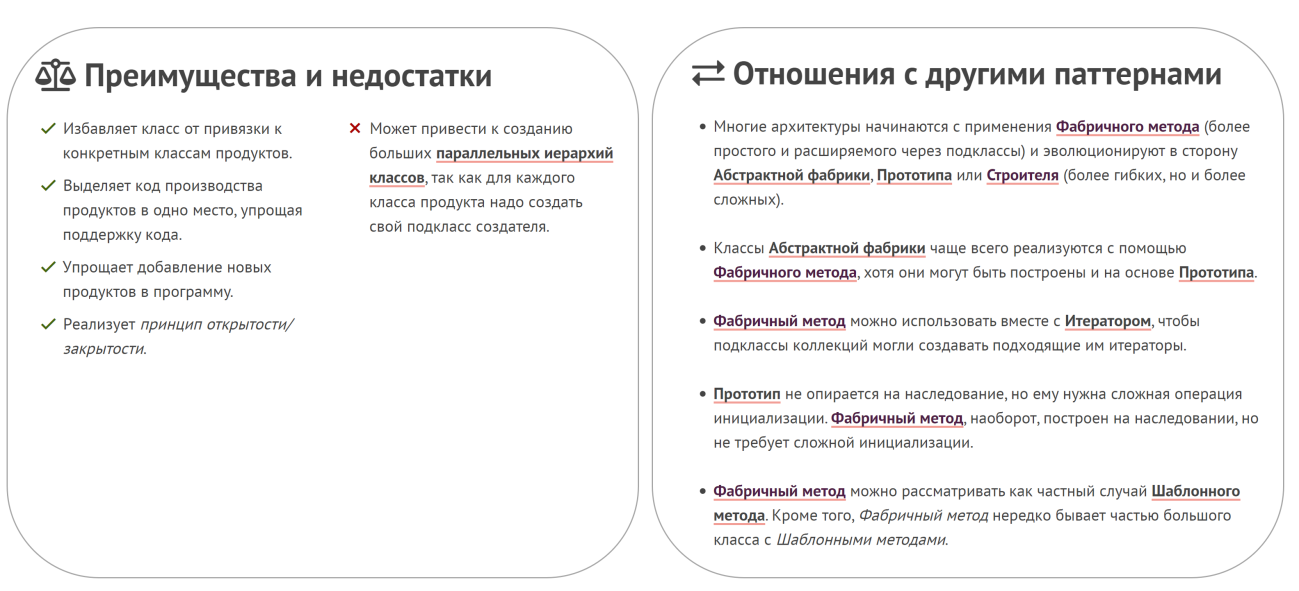 Преимущества и недостатки
Избавляет класс от привязки к
конкретным классам продуктов.
Выделяет код производства
продуктов в одно место, упрощая
поддержку кода.
Упрощает добавление новых
продуктов в программу.
Реализует принцип открытости/
закрытости.
Может привести к созданию
больших параллельных иерархий
классов, так как для каждого
класса продукта надо создать
свой подкласс создателя.
Отношения с другими паттернами
• Многие архитектуры начинаются с применения Фабричного метода (более
простого и расширяемого через подклассы) и эволюционируют в сторону
Абстрактной фабрики, Прототипа или Строителя (более гибких, но и более
сложных).
• Классы Абстрактной фабрики чаще всего реализуются с помощью
Фабричного метода, хотя они могут быть построены и на основе Прототипа.
• Фабричный метод можно использовать вместе с Итератором, чтобы
подклассы коллекций могли создавать подходящие им итераторы.
• Прототип не опирается на наследование, но ему нужна сложная операция
инициализации. Фабричный метод, наоборот, построен на наследовании, но
не требует сложной инициализации.
• Фабричный метод можно рассматривать как частный случай Шаблонного
метода. Кроме того, Фабричный метод нередко бывает частью большого
класса с Шаблонными методами.